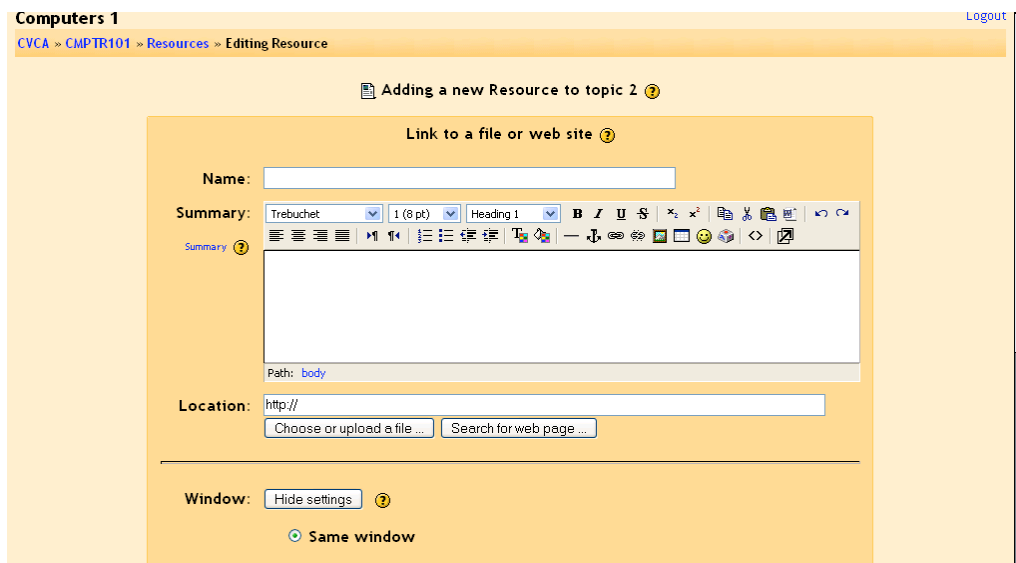 Computers 1
Logout
CVCA » CMPTR101 » Resources » Editing Resource
Adding a new Resource to topic 2
Link to a file or web site
Name:
Summary:
Trebuchet 1 (8 pt) Heading 1 B I U S x₂ x²
Summary
Path: body
Location: http://
Choose or upload a file ... Search for web page ...
Window: Hide settings
Same window